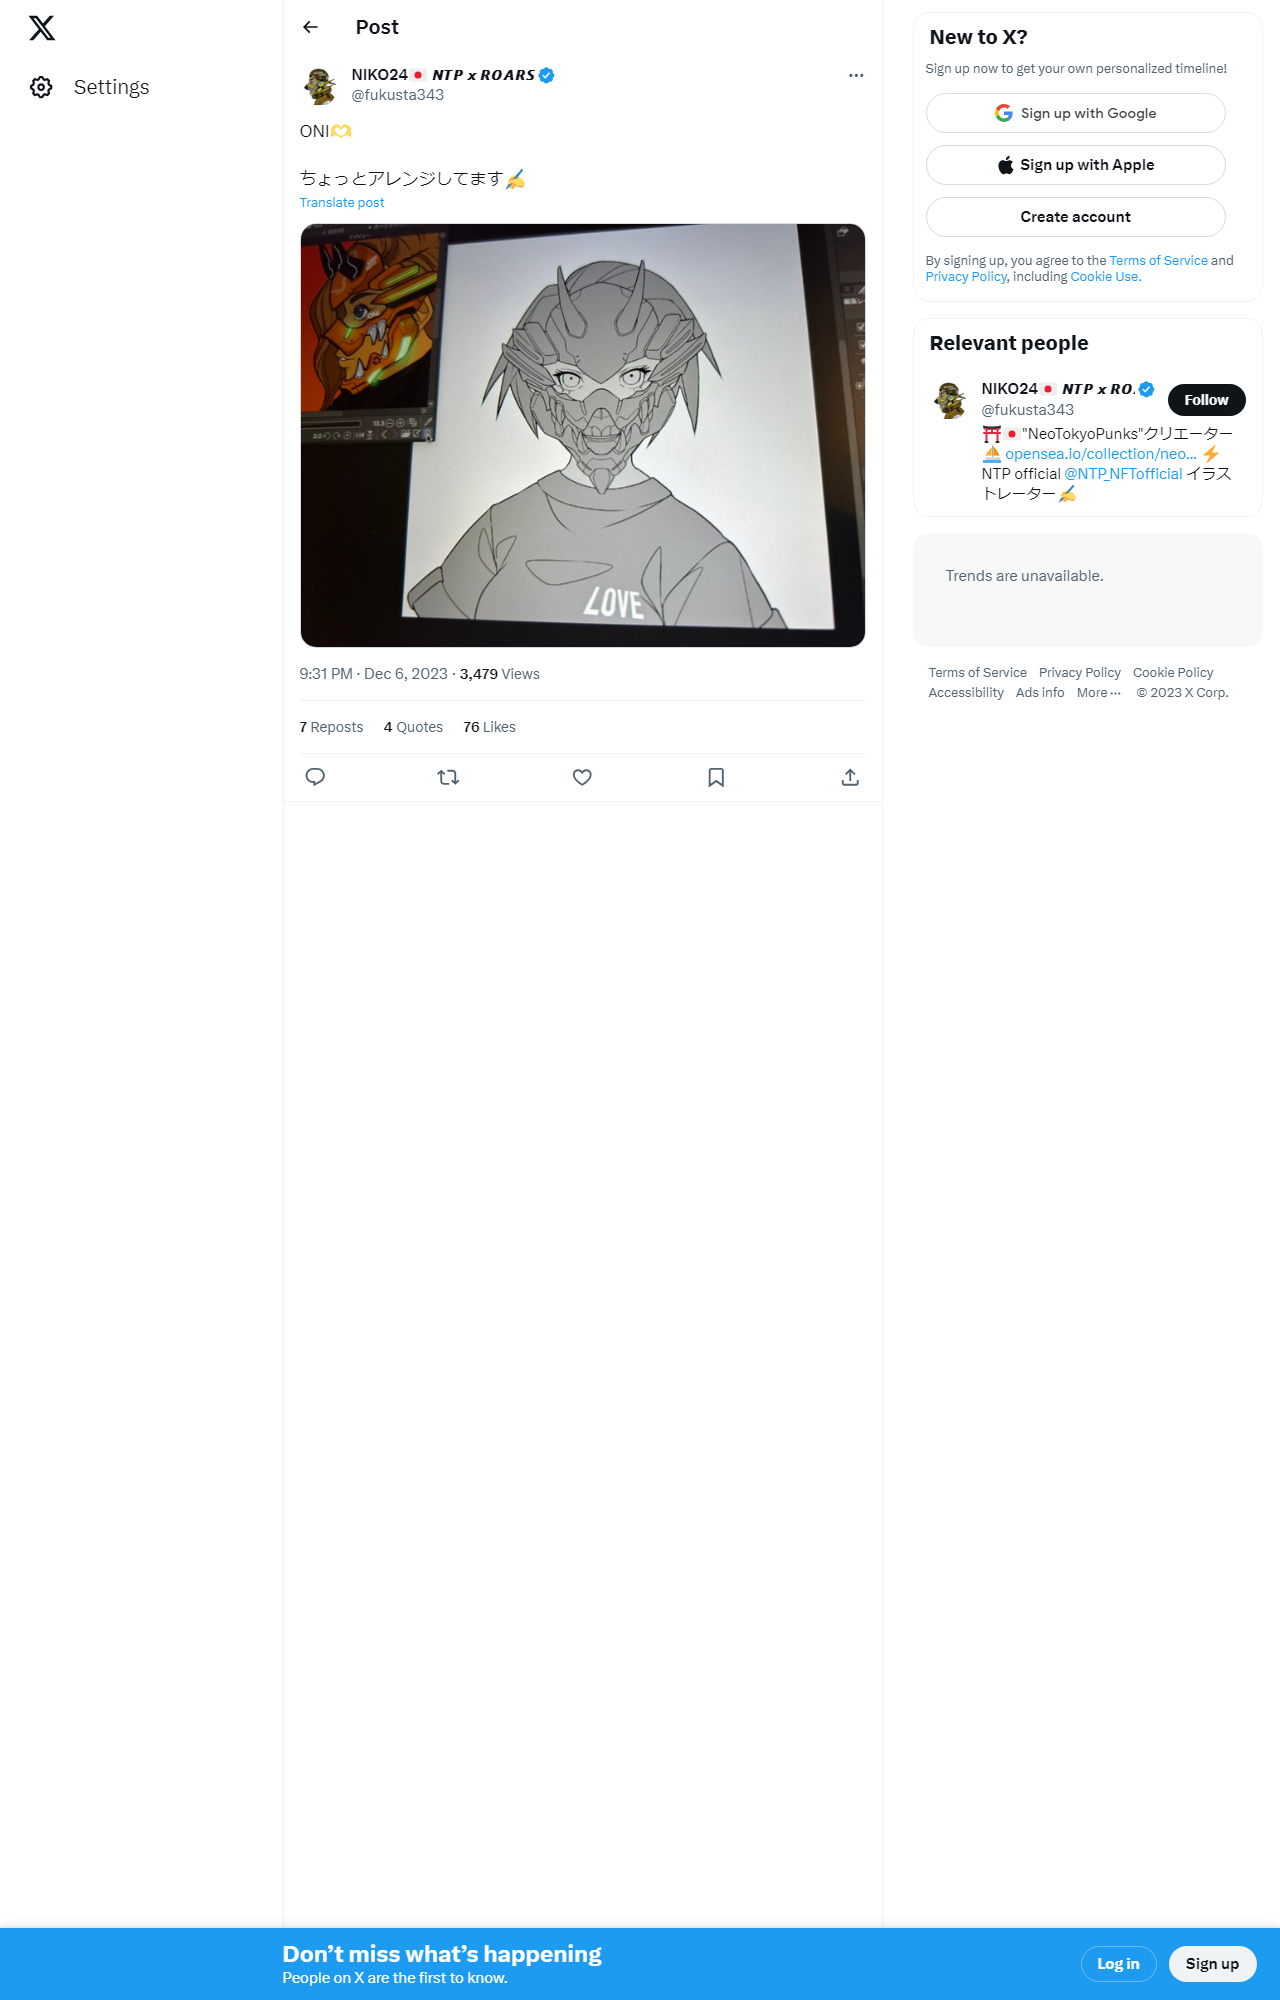 Post
Settings
NIKO24🇯🇵 𝙉𝙏𝙋 𝙭 𝙍𝙊𝘼𝙍𝙎
@fukusta343
ONI🫶
ちょっとアレンジしてます✍️
Translate post
ONI
LOVE
9:31 PM · Dec 6, 2023 · 3,479 Views
7 Reposts 4 Quotes 76 Likes
New to X?
Sign up now to get your own personalized timeline!
Sign up with Google
Sign up with Apple
Create account
By signing up, you agree to the Terms of Service and
Privacy Policy, including Cookie Use.
Relevant people
NIKO24🇯🇵 𝙉𝙏𝙋 𝙭 𝙍𝙊.
@fukusta343
Follow
⛩️🇯🇵"NeoTokyoPunks"クリエーター
⛵ opensea.io/collection/neo… ⚡
NTP official @NTP_NFTofficial イラス
トレーター✍️
Trends are unavailable.
Terms of Service Privacy Policy Cookie Policy
Accessibility Ads info More ··· © 2023 X Corp.
Don’t miss what’s happening
People on X are the first to know.
Log in
Sign up